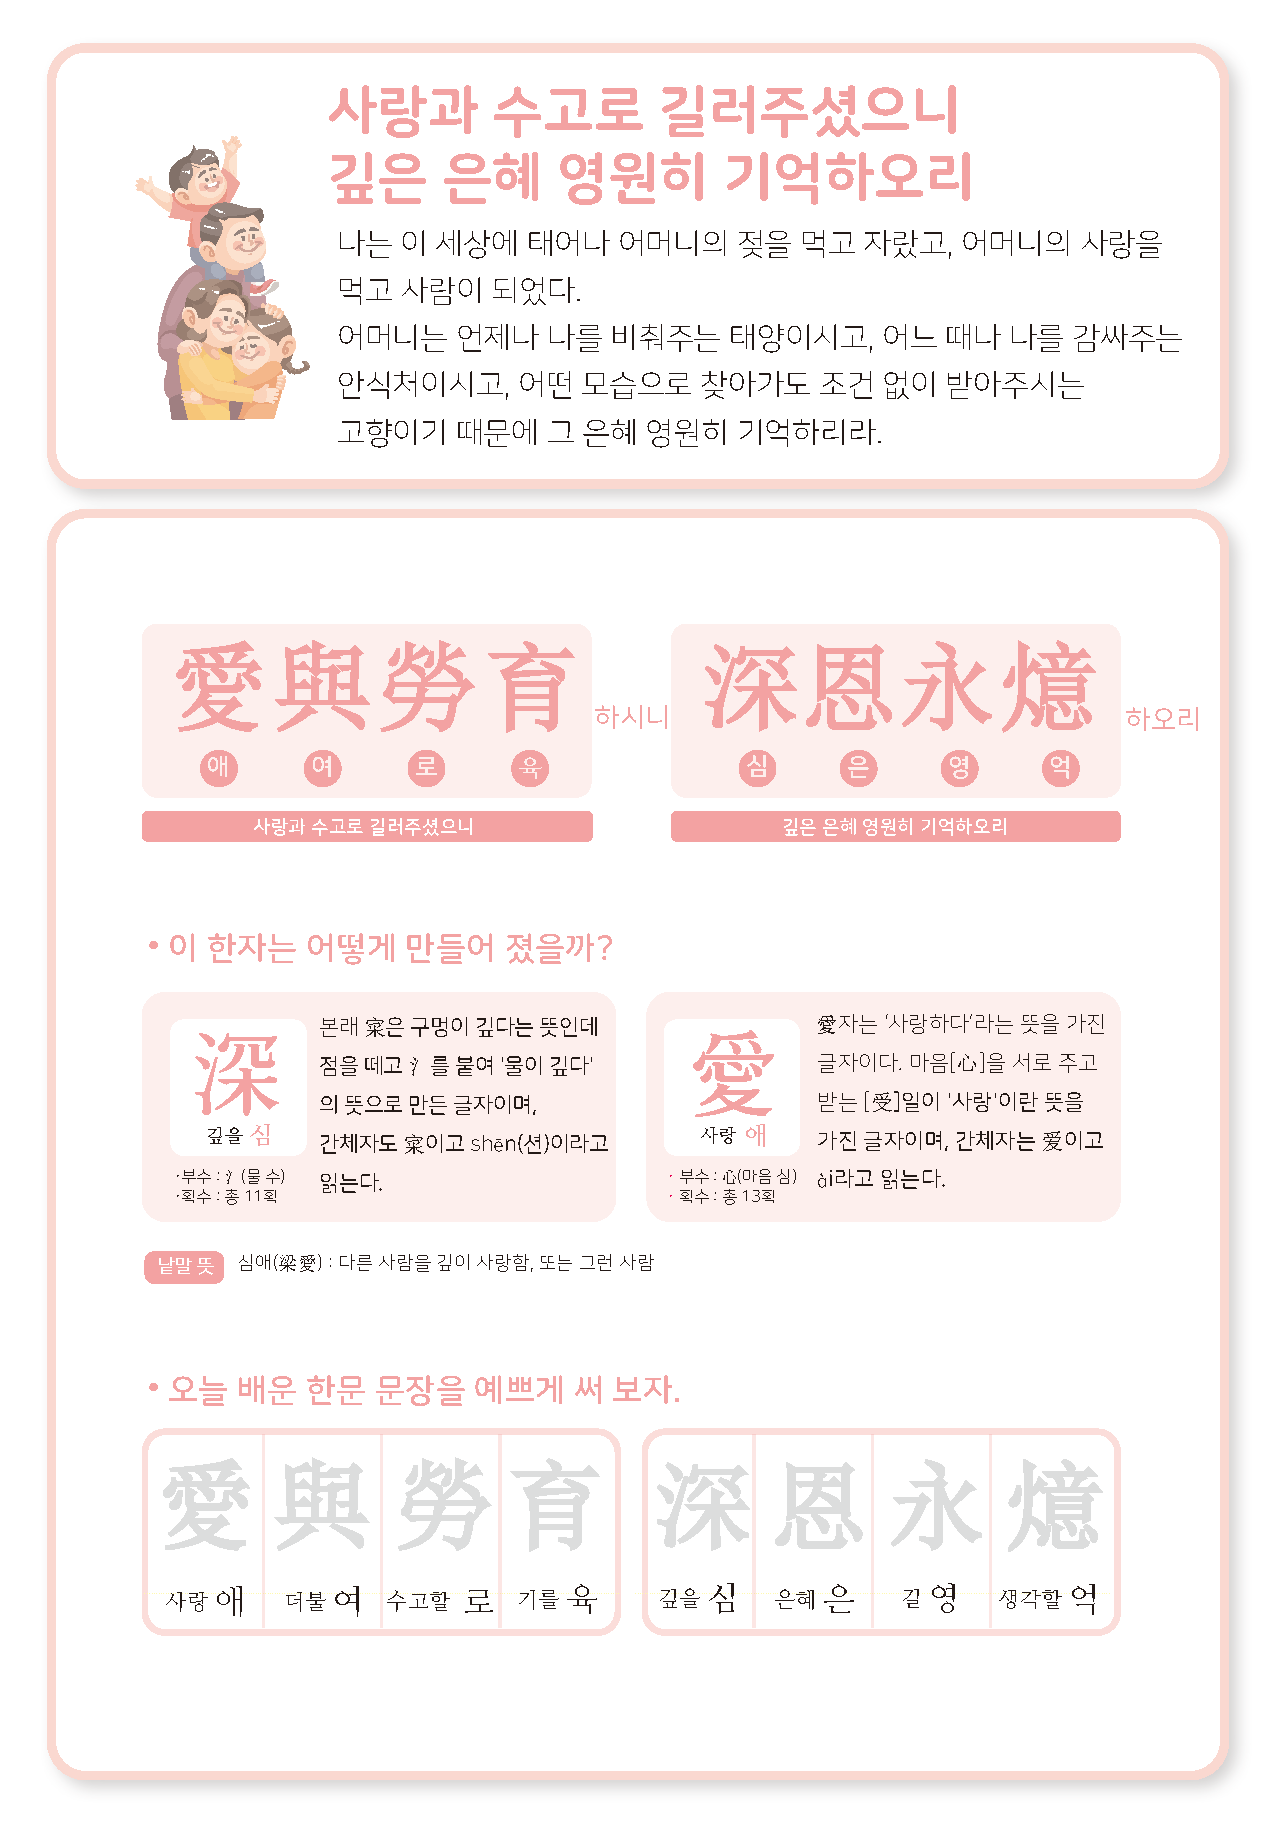 사랑과 수고로 길러주셨으니
깊은 은혜 영원히 기억하오리
나는 이 세상에 태어나 어머니의 젖을 먹고 자랐고, 어머니의 사랑을
먹고 사람이 되었다.
어머니는 언제나 나를 비춰주는 태양이시고, 어느 때나 나를 감싸주는
안식처이시고, 어떤 모습으로 찾아가도 조건 없이 받아주시는
고향이기 때문에 그 은혜 영원히 기억하리라.
愛與勞育 하시니
애 여 로 육
사랑과 수고로 길러주셨으니
深恩永憶 하오리
심 은 영 억
깊은 은혜 영원히 기억하오리
• 이 한자는 어떻게 만들어 졌을까?
深
깊을 심
·부수 : 氵(물 수)
·획수 : 총 11획
본래 㴱은 구멍이 깊다는 뜻인데
점을 떼고 氵를 붙여 '물이 깊다'
의 뜻으로 만든 글자이며,
간체자도 㴱이고 shēn(션)이라고
읽는다.
愛
사랑 애
· 부수 : 心(마음 심)
· 획수 : 총 13획
愛자는 '사랑하다'라는 뜻을 가진
글자이다. 마음[心]을 서로 주고
받는 [受]일이 '사랑'이란 뜻을
가진 글자이며, 간체자는 爱이고
ài라고 읽는다.
낱말 뜻 심애(梁愛) : 다른 사람을 깊이 사랑함, 또는 그런 사람
• 오늘 배운 한문 문장을 예쁘게 써 보자.
愛 與 勞 育 深 恩 永 憶
사랑 애 더불 여 수고할 로 기를 육 깊을 심 은혜 은 길 영 생각할 억